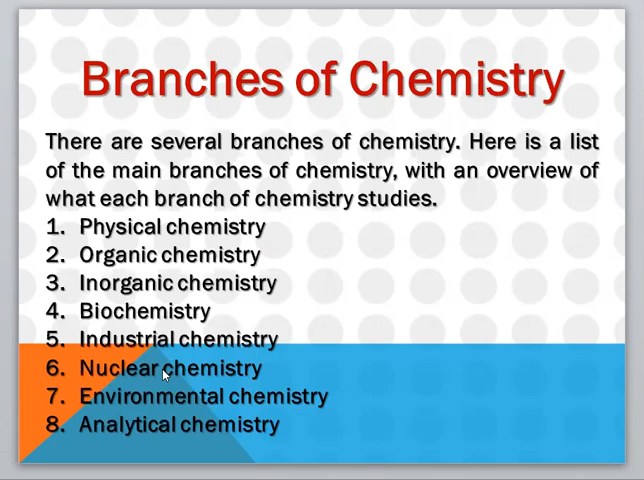 Branches of Chemistry
There are several branches of chemistry. Here is a list
of the main branches of chemistry, with an overview of
what each branch of chemistry studies.
1. Physical chemistry
2. Organic chemistry
3. Inorganic chemistry
4. Biochemistry
5. Industrial chemistry
6. Nuclear chemistry
7. Environmental chemistry
8. Analytical chemistry